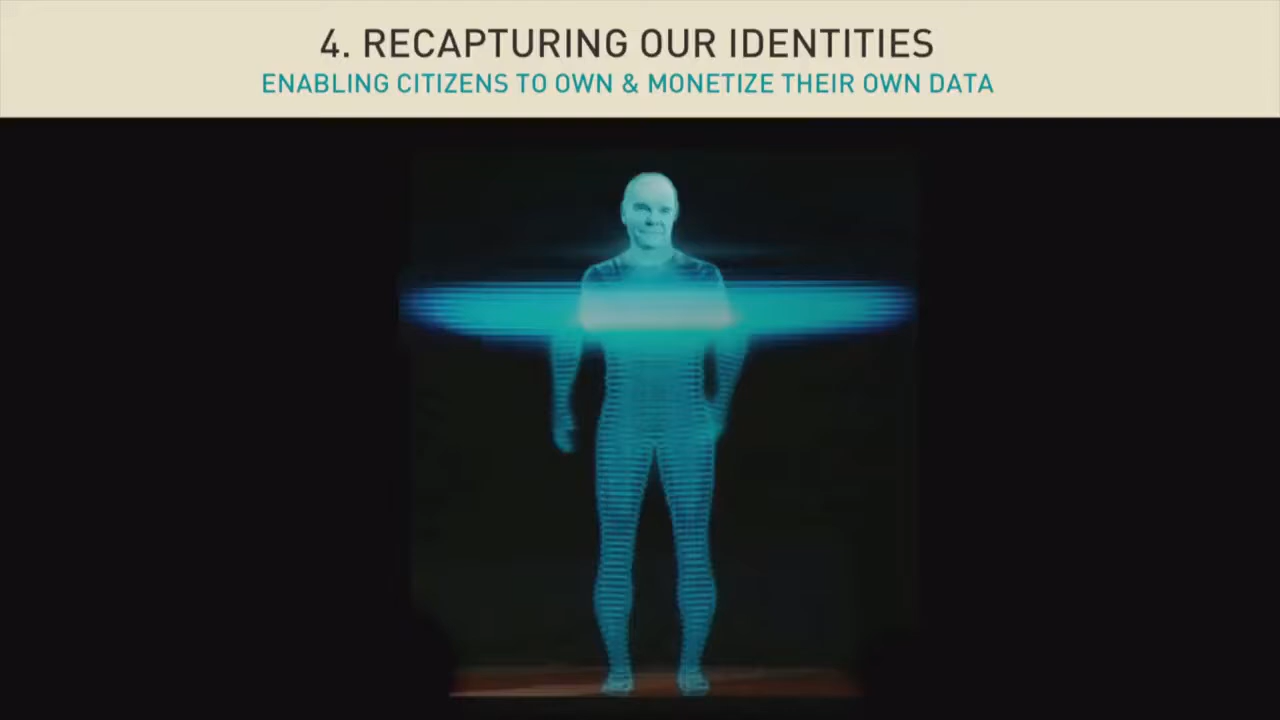 4. RECAPTURING OUR IDENTITIES
ENABLING CITIZENS TO OWN & MONETIZE THEIR OWN DATA